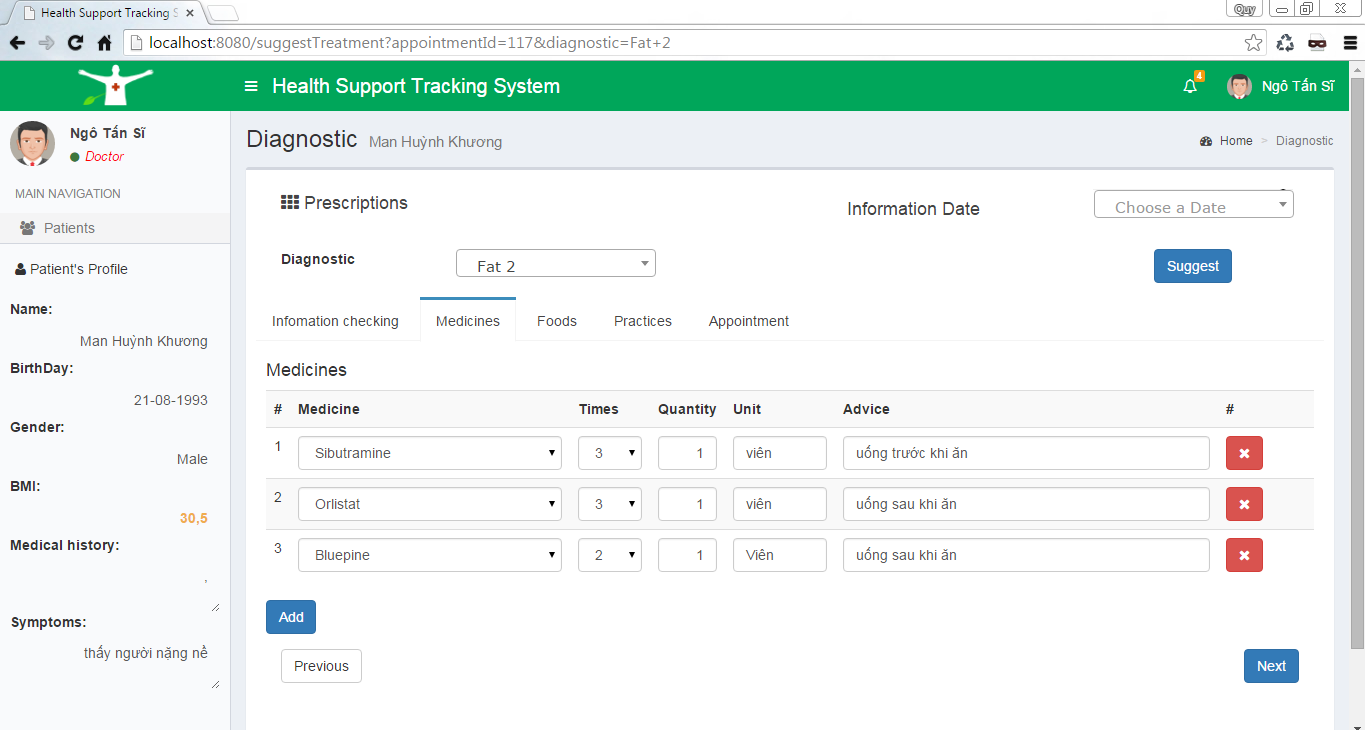 Health Support Tracking S
Quy
localhost:8080/suggestTreatment?appointmentId=117&diagnostic=Fat+2
Health Support Tracking System
4
Ngô Tấn Sĩ
Ngô Tấn Sĩ
Doctor
MAIN NAVIGATION
Patients
Patient's Profile
Name:
Man Huỳnh Khương
BirthDay:
21-08-1993
Gender:
Male
BMI:
30,5
Medical history:
,
Symptoms:
thấy người nặng nề
Diagnostic Man Huỳnh Khương
Home > Diagnostic
Prescriptions
Information Date
Choose a Date
Diagnostic
Fat 2
Suggest
Infomation checking
Medicines
Foods
Practices
Appointment
Medicines
# Medicine Times Quantity Unit Advice #
1 Sibutramine 3 1 viên uống trước khi ăn
2 Orlistat 3 1 viên uống sau khi ăn
3 Bluepine 2 1 Viên uống sau khi ăn
Add
Previous
Next